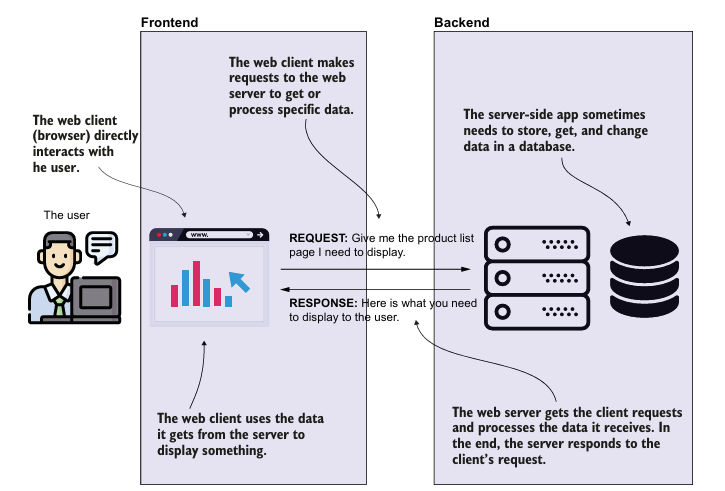 Frontend
Backend
The web client makes
requests to the web
server to get or
process specific data.
The web client
(browser) directly
interacts with
he user.
The server-side app sometimes
needs to store, get, and change
data in a database.
The user
www.
REQUEST: Give me the product list
page I need to display.
RESPONSE: Here is what you need
to display to the user.
The web client uses the data
it gets from the server to
display something.
The web server gets the client requests
and processes the data it receives. In
the end, the server responds to the
client’s request.